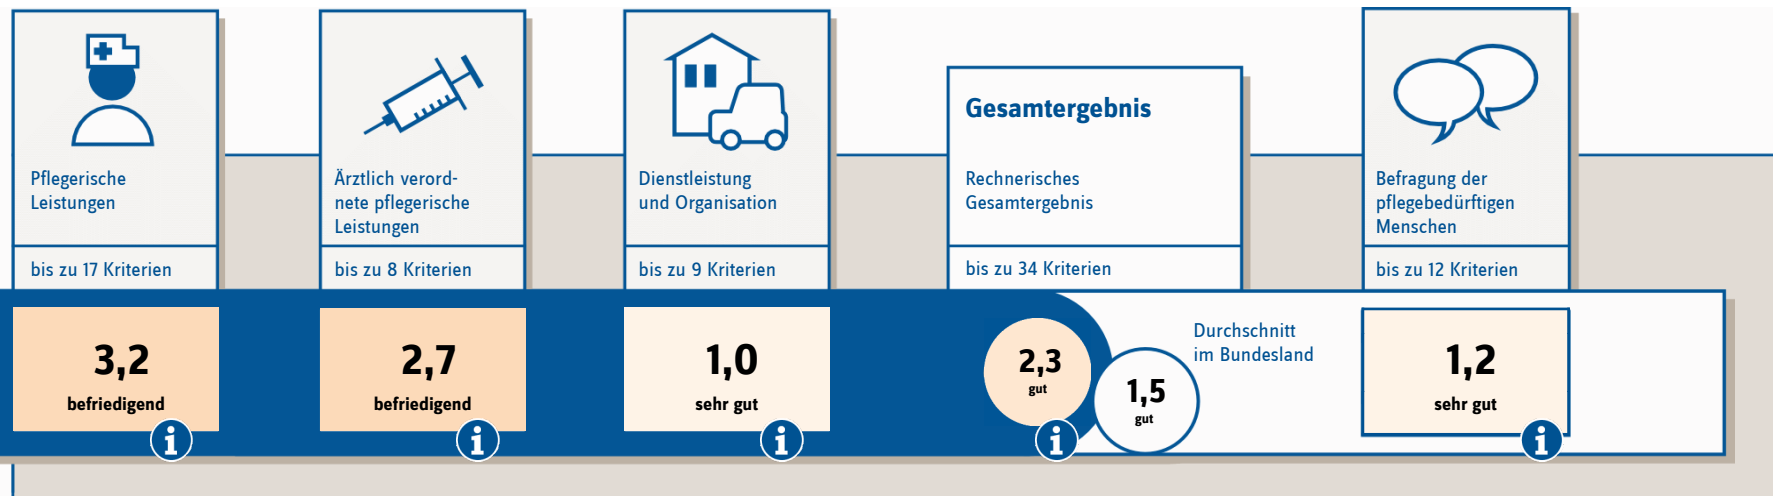 Pflegerische
Leistungen
bis zu 17 Kriterien
3,2
befriedigend
i
Ärztlich verord-
nete pflegerische
Leistungen
bis zu 8 Kriterien
2,7
befriedigend
i
Dienstleistung
und Organisation
bis zu 9 Kriterien
1,0
sehr gut
i
Gesamtergebnis
Rechnerisches
Gesamtergebnis
bis zu 34 Kriterien
2,3
gut
i
1,5
gut
Durchschnitt
im Bundesland
Befragung der
pflegebedürftigen
Menschen
bis zu 12 Kriterien
1,2
sehr gut
i